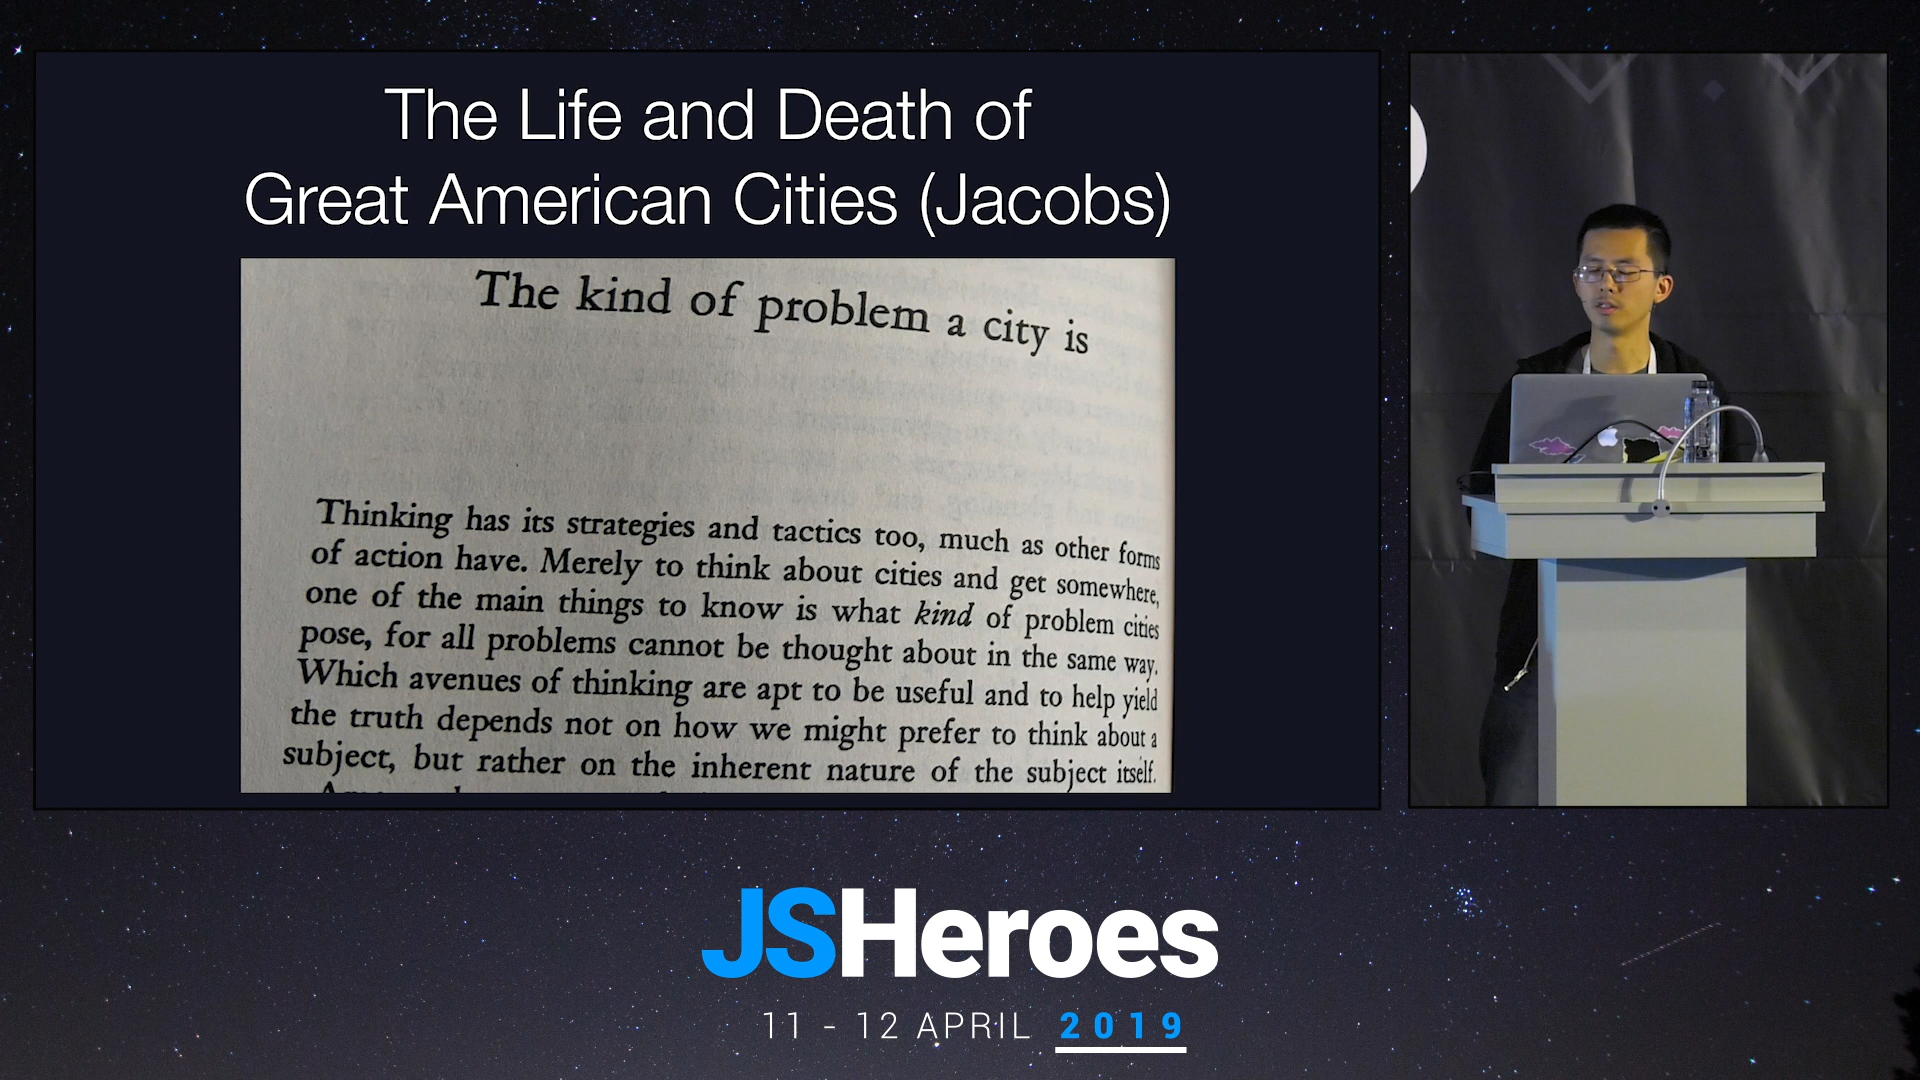 The Life and Death of
Great American Cities (Jacobs)
The kind of problem a city is
Thinking has its strategies and tactics too, much as other forms
of action have. Merely to think about cities and get somewhere,
one of the main things to know is what kind of problem cities
pose, for all problems cannot be thought about in the same way.
Which avenues of thinking are apt to be useful and to help yield
the truth depends not on how we might prefer to think about a
subject, but rather on the inherent nature of the subject itself.
JSHeroes
11 - 12 APRIL 2019